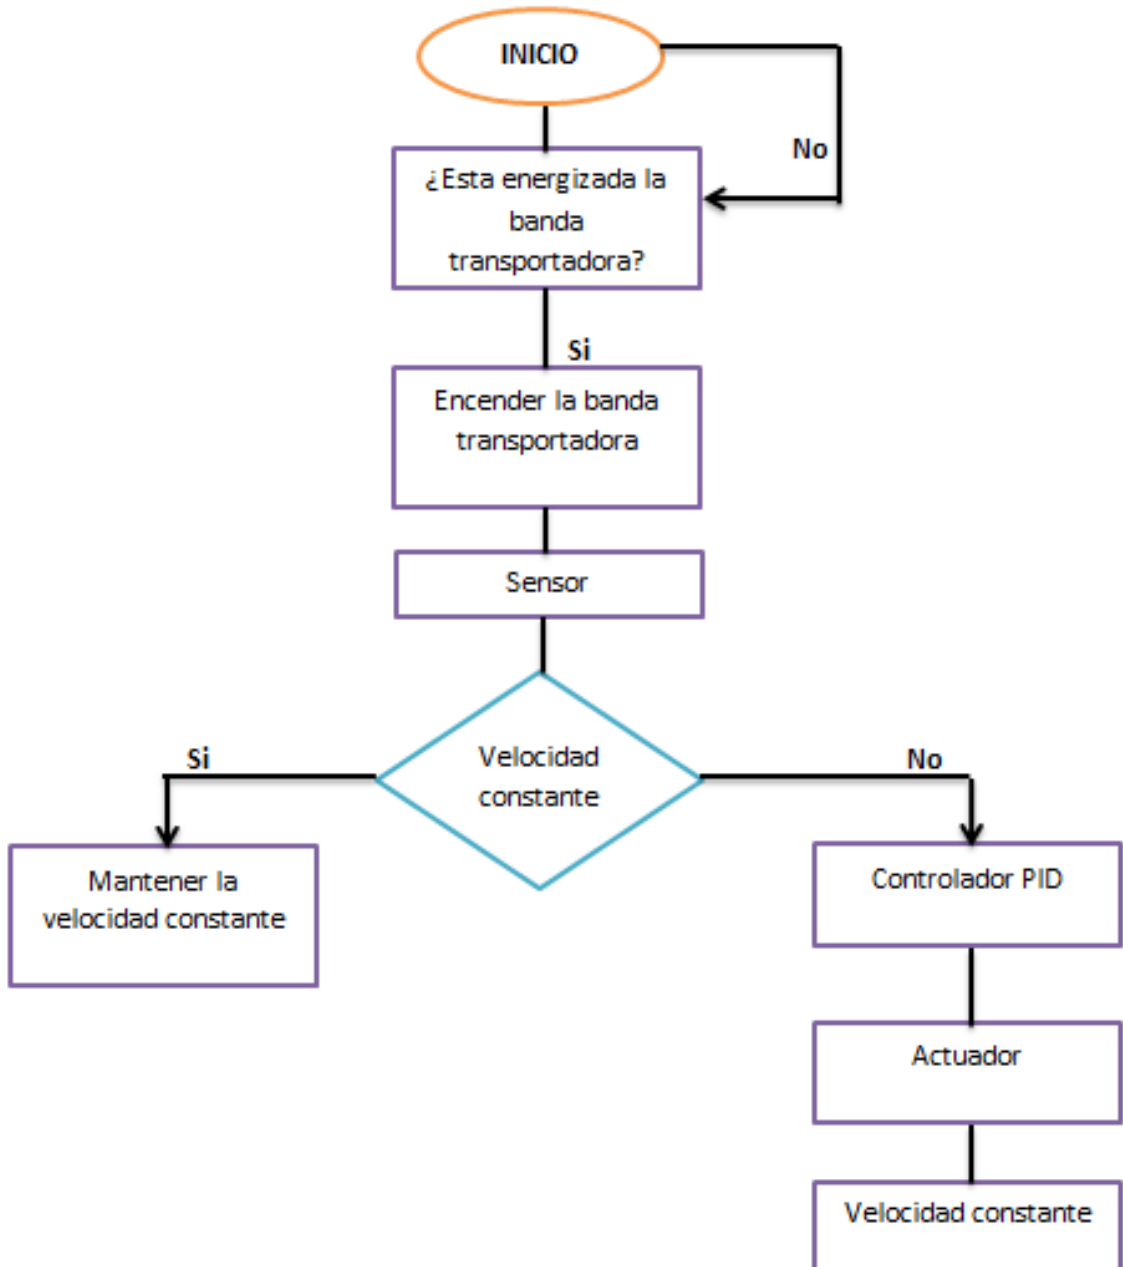 INICIO
No
¿Esta energizada la
banda
transportadora?
Si
Encender la banda
transportadora
Sensor
Velocidad
constante
Si
No
Mantener la
velocidad constante
Controlador PID
Actuador
Velocidad constante